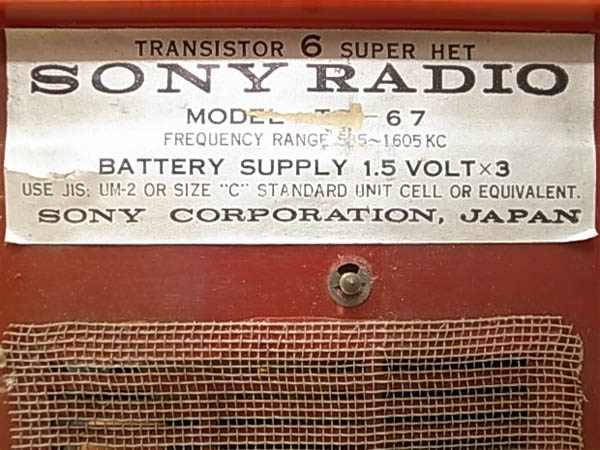 TRANSISTOR 6 SUPER HET
SONY RADIO
MODEL -67
FREQUENCY RANGE ~1605 KC
BATTERY SUPPLY 1.5 VOLT×3
USE JIS: UM-2 OR SIZE "C" STANDARD UNIT CELL OR EQUIVALENT.
SONY CORPORATION, JAPAN